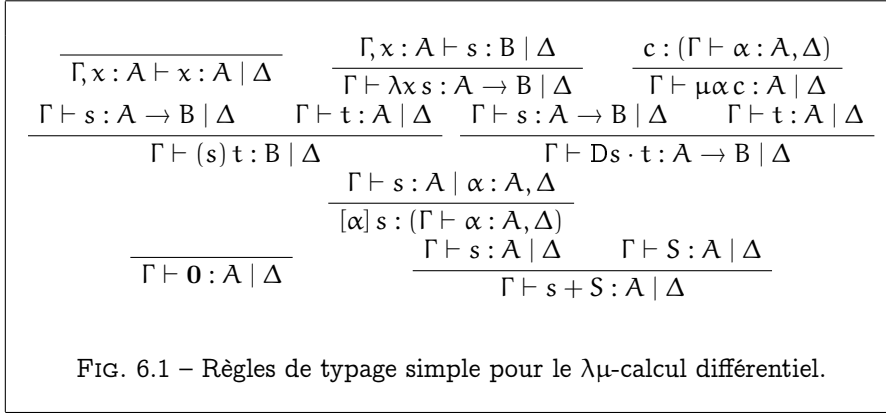 Γ, x : A ⊢ x : A | Δ
Γ, x : A ⊢ s : B | Δ
Γ ⊢ λx s : A → B | Δ
c : (Γ ⊢ α : A, Δ)
Γ ⊢ μα c : A | Δ
Γ ⊢ s : A → B | Δ Γ ⊢ t : A | Δ
Γ ⊢ (s) t : B | Δ
Γ ⊢ s : A → B | Δ Γ ⊢ t : A | Δ
Γ ⊢ Ds · t : A → B | Δ
Γ ⊢ s : A | α : A, Δ
[α] s : (Γ ⊢ α : A, Δ)
Γ ⊢ 0 : A | Δ
Γ ⊢ s : A | Δ Γ ⊢ S : A | Δ
Γ ⊢ s + S : A | Δ
FIG. 6.1 – Règles de typage simple pour le λμ-calcul différentiel.